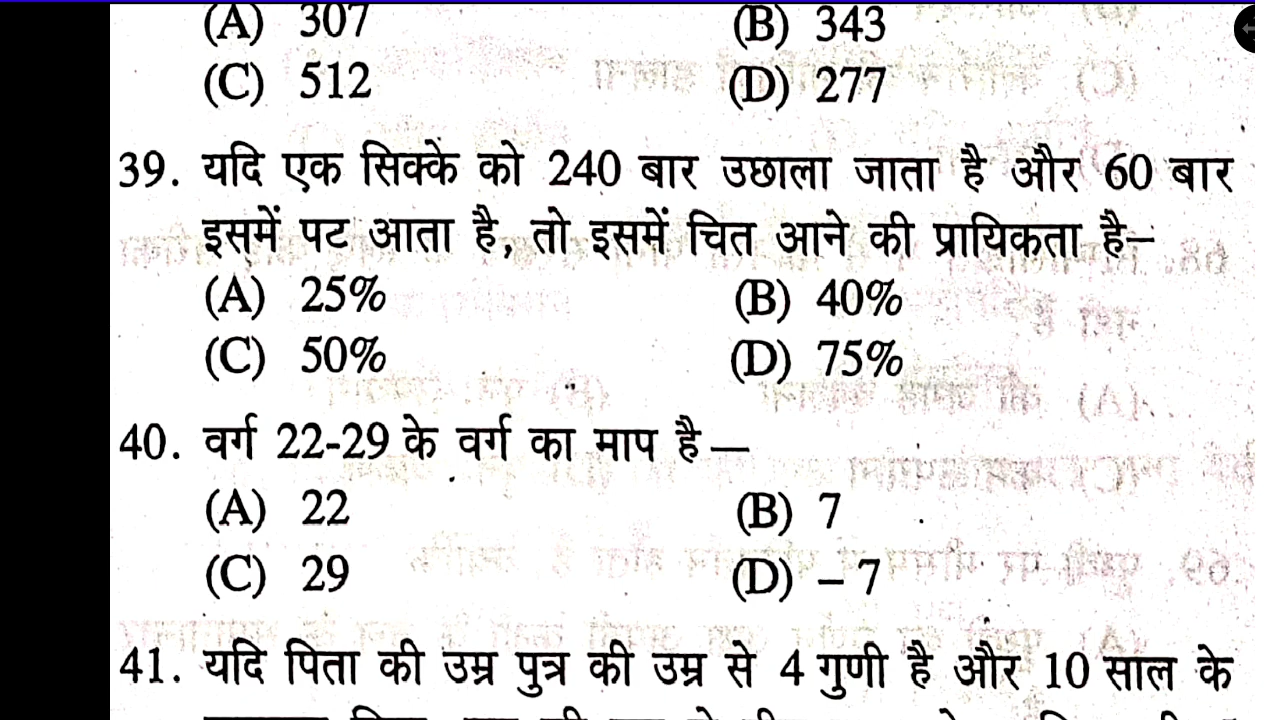 (A) 307 (B) 343
(C) 512 (D) 277
39. यदि एक सिक्के को 240 बार उछाला जाता है और 60 बार
इसमें पट आता है, तो इसमें चित आने की प्रायिकता है–
(A) 25% (B) 40%
(C) 50% (D) 75%
40. वर्ग 22-29 के वर्ग का माप है —
(A) 22 (B) 7
(C) 29 (D) – 7
41. यदि पिता की उम्र पुत्र की उम्र से 4 गुणी है और 10 साल के